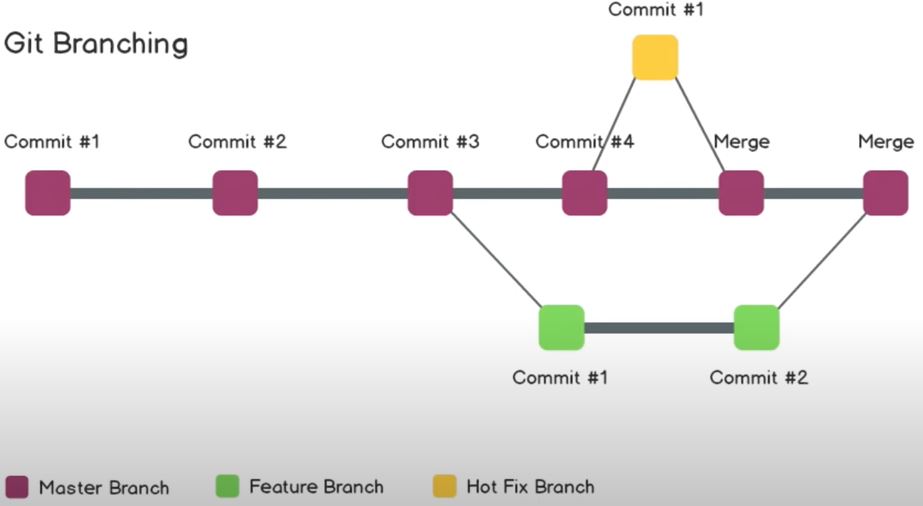 Commit #1
Git Branching
Commit #1
Commit #2
Commit #3
Commit #4
Merge
Merge
Commit #1
Commit #2
Master Branch
Feature Branch
Hot Fix Branch